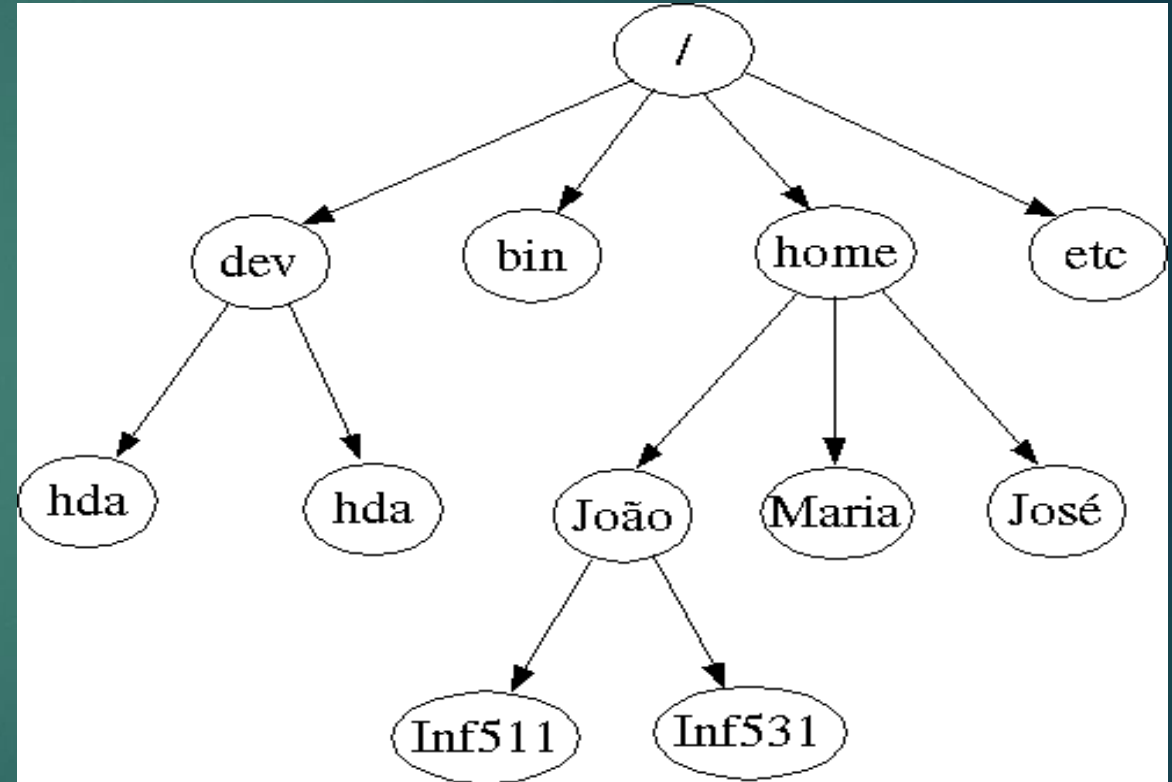 /
dev
bin
home
etc
hda
hda
João
Maria
José
Inf511
Inf531